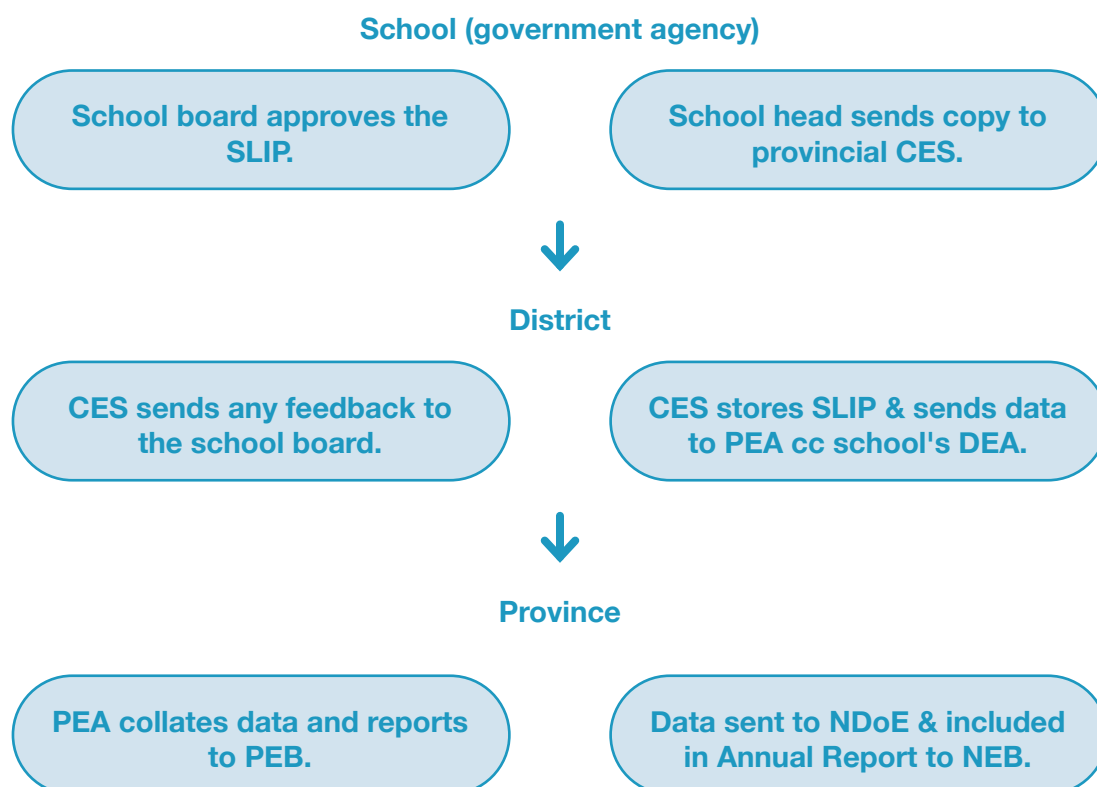 School (government agency)
School board approves the
SLIP.
School head sends copy to
provincial CES.
District
CES sends any feedback to
the school board.
CES stores SLIP & sends data
to PEA cc school's DEA.
Province
PEA collates data and reports
to PEB.
Data sent to NDoE & included
in Annual Report to NEB.